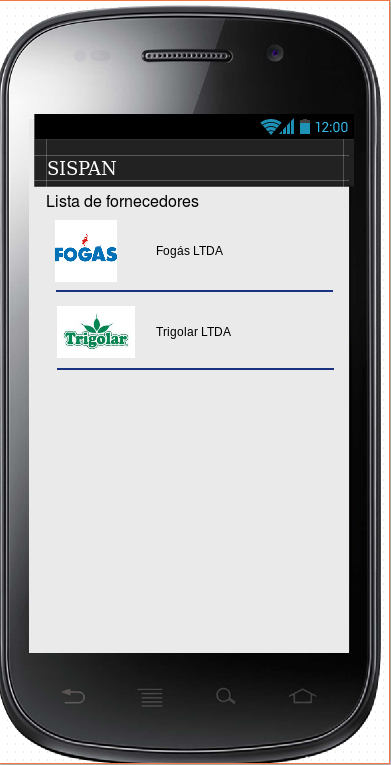 12:00
SISPAN
Lista de fornecedores
FOGÁS
Fogás LTDA
Trigolar
Trigolar LTDA